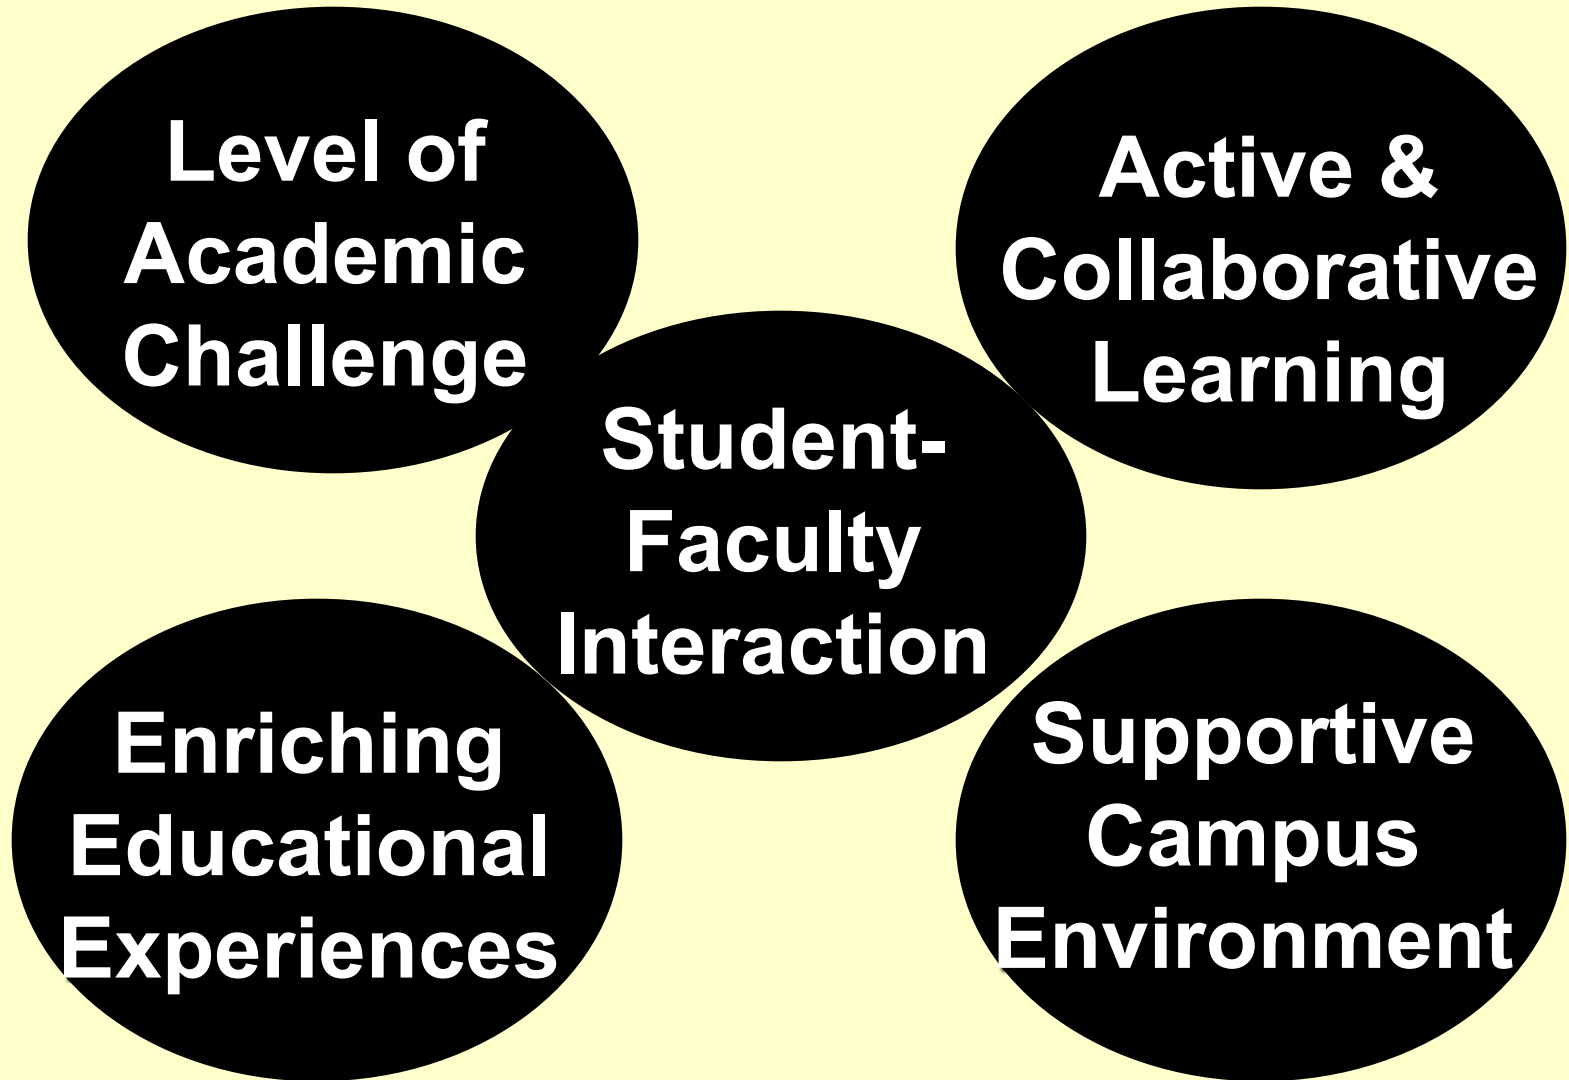 Level of
Academic
Challenge
Active &
Collaborative
Learning
Student-
Faculty
Interaction
Enriching
Educational
Experiences
Supportive
Campus
Environment